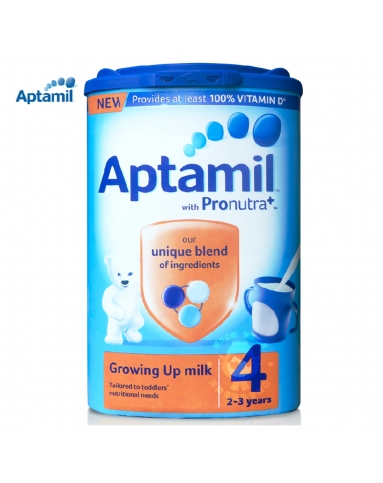 Aptamil
NEW Provides at least 100% VITAMIN D*
Aptamil
with Pronutra+
our
unique blend
of ingredients
Growing Up milk
Tailored to toddlers'
nutritional needs
4
2-3 years